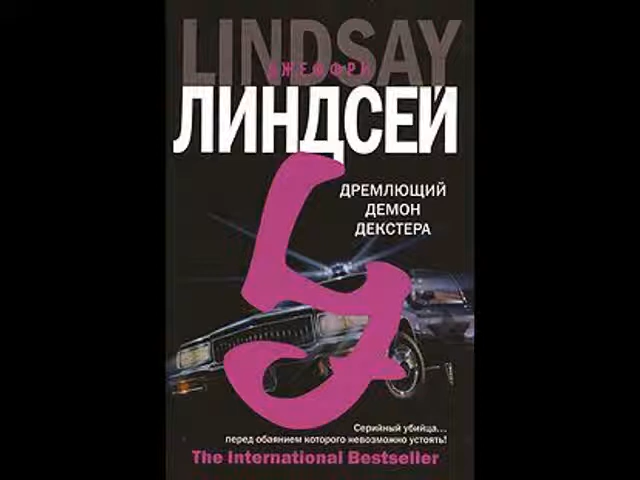 LINDSAY
ДЖЕФФРИ
ЛИНДСЕЙ
ДРЕМЛЮЩИЙ
ДЕМОН
ДЕКСТЕРА
Серийный убийца...
перед обаянием которого невозможно устоять!
The International Bestseller